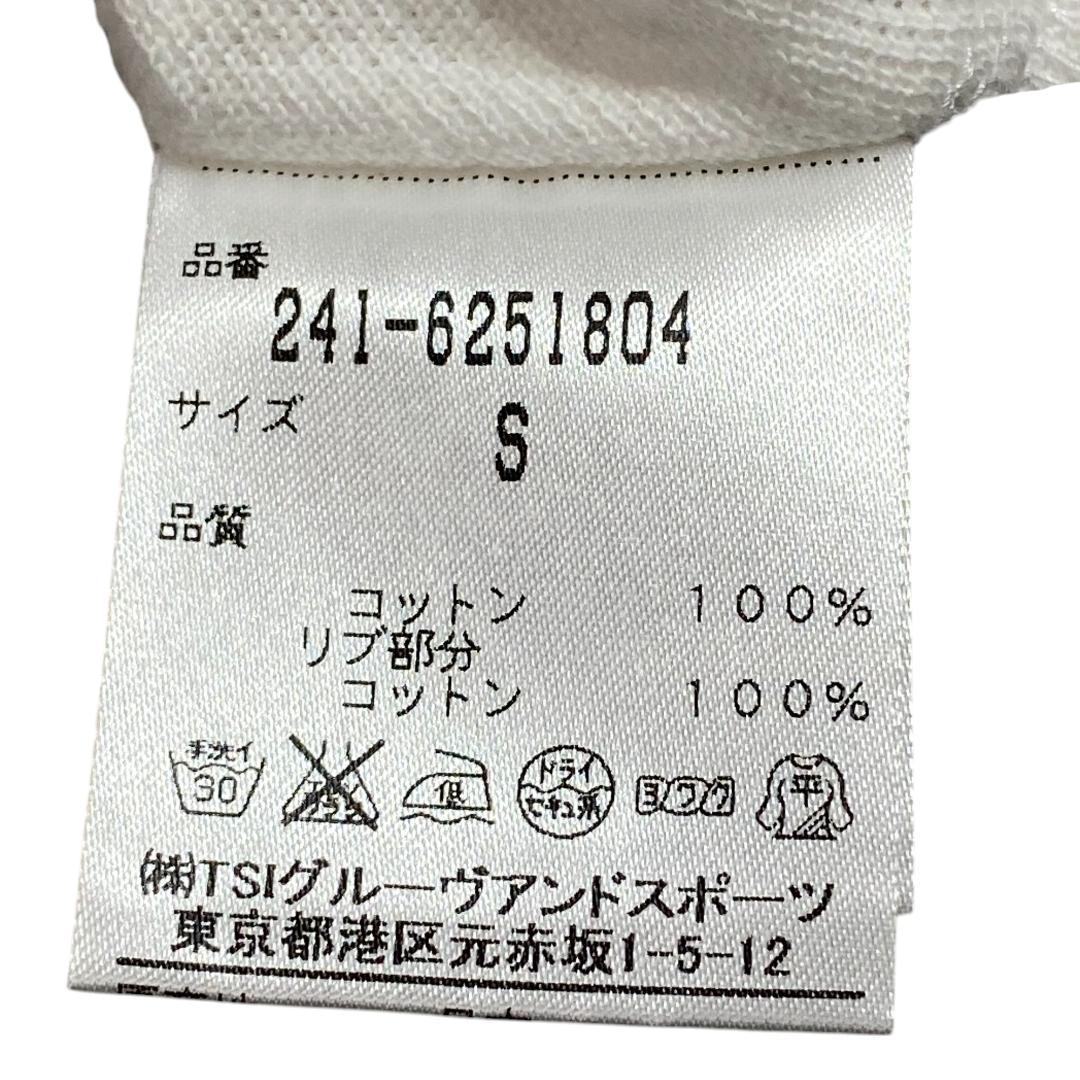 品番
241-6251804
サイズ
S
品質
コットン 100%
リブ部分
コットン 100%
手洗イ 30 低 ドライ セキユ系 ヨワク 平
㈱TSIグルーヴアンドスポーツ
東京都港区元赤坂1-5-12